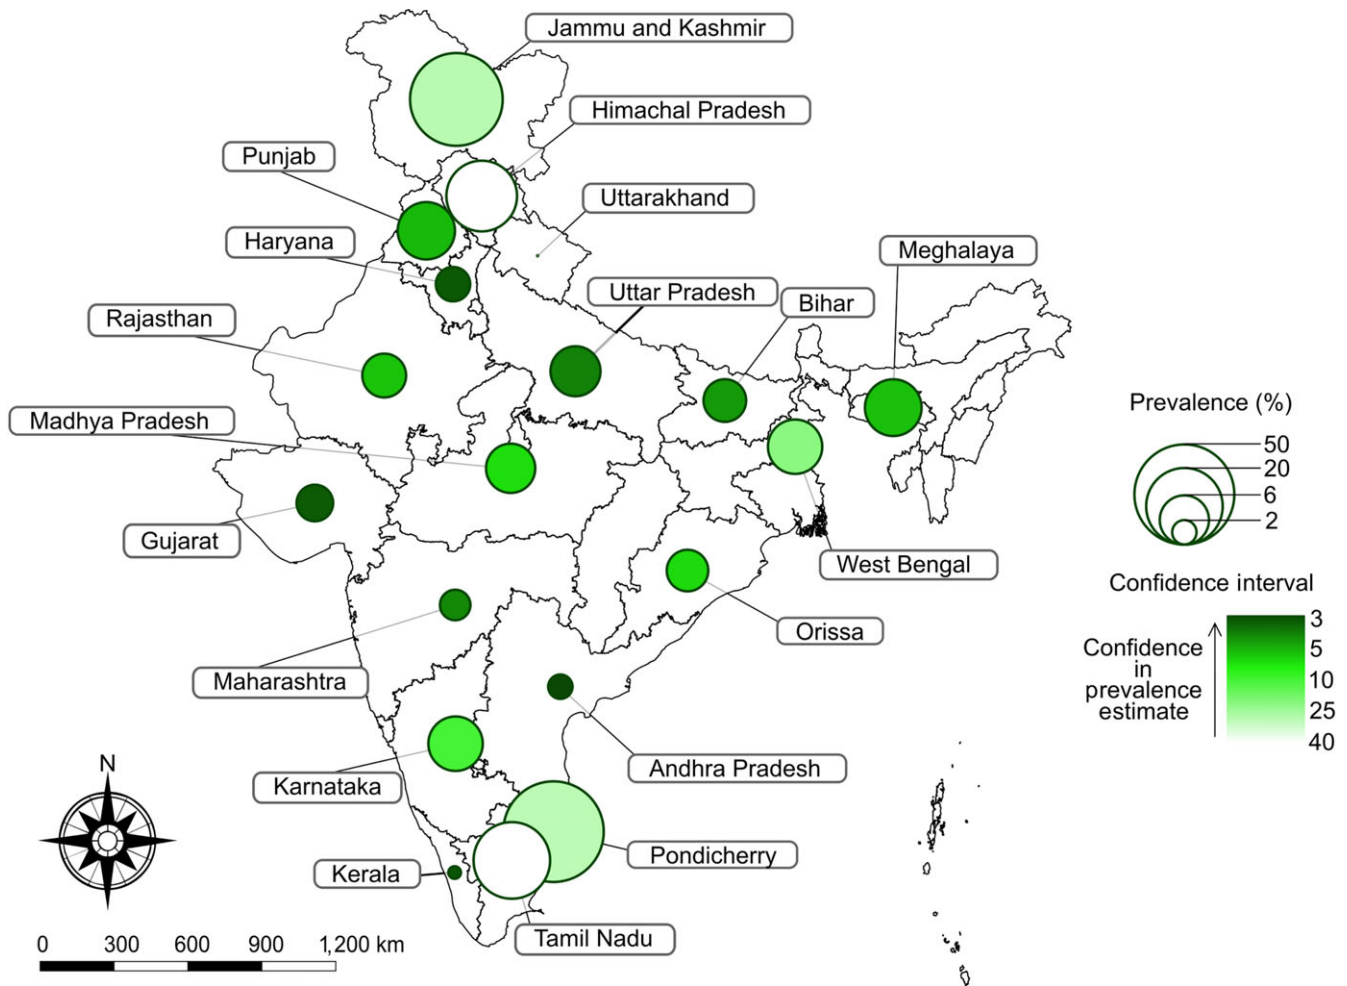 Jammu and Kashmir
Himachal Pradesh
Punjab
Uttarakhand
Haryana
Meghalaya
Uttar Pradesh
Bihar
Rajasthan
Madhya Pradesh
Prevalence (%)
50
20
6
2
Gujarat
West Bengal
Confidence interval
3
5
10
25
40
Confidence
in
prevalence
estimate
Orissa
Maharashtra
Andhra Pradesh
Karnataka
N
Pondicherry
Kerala
Tamil Nadu
0 300 600 900 1,200 km